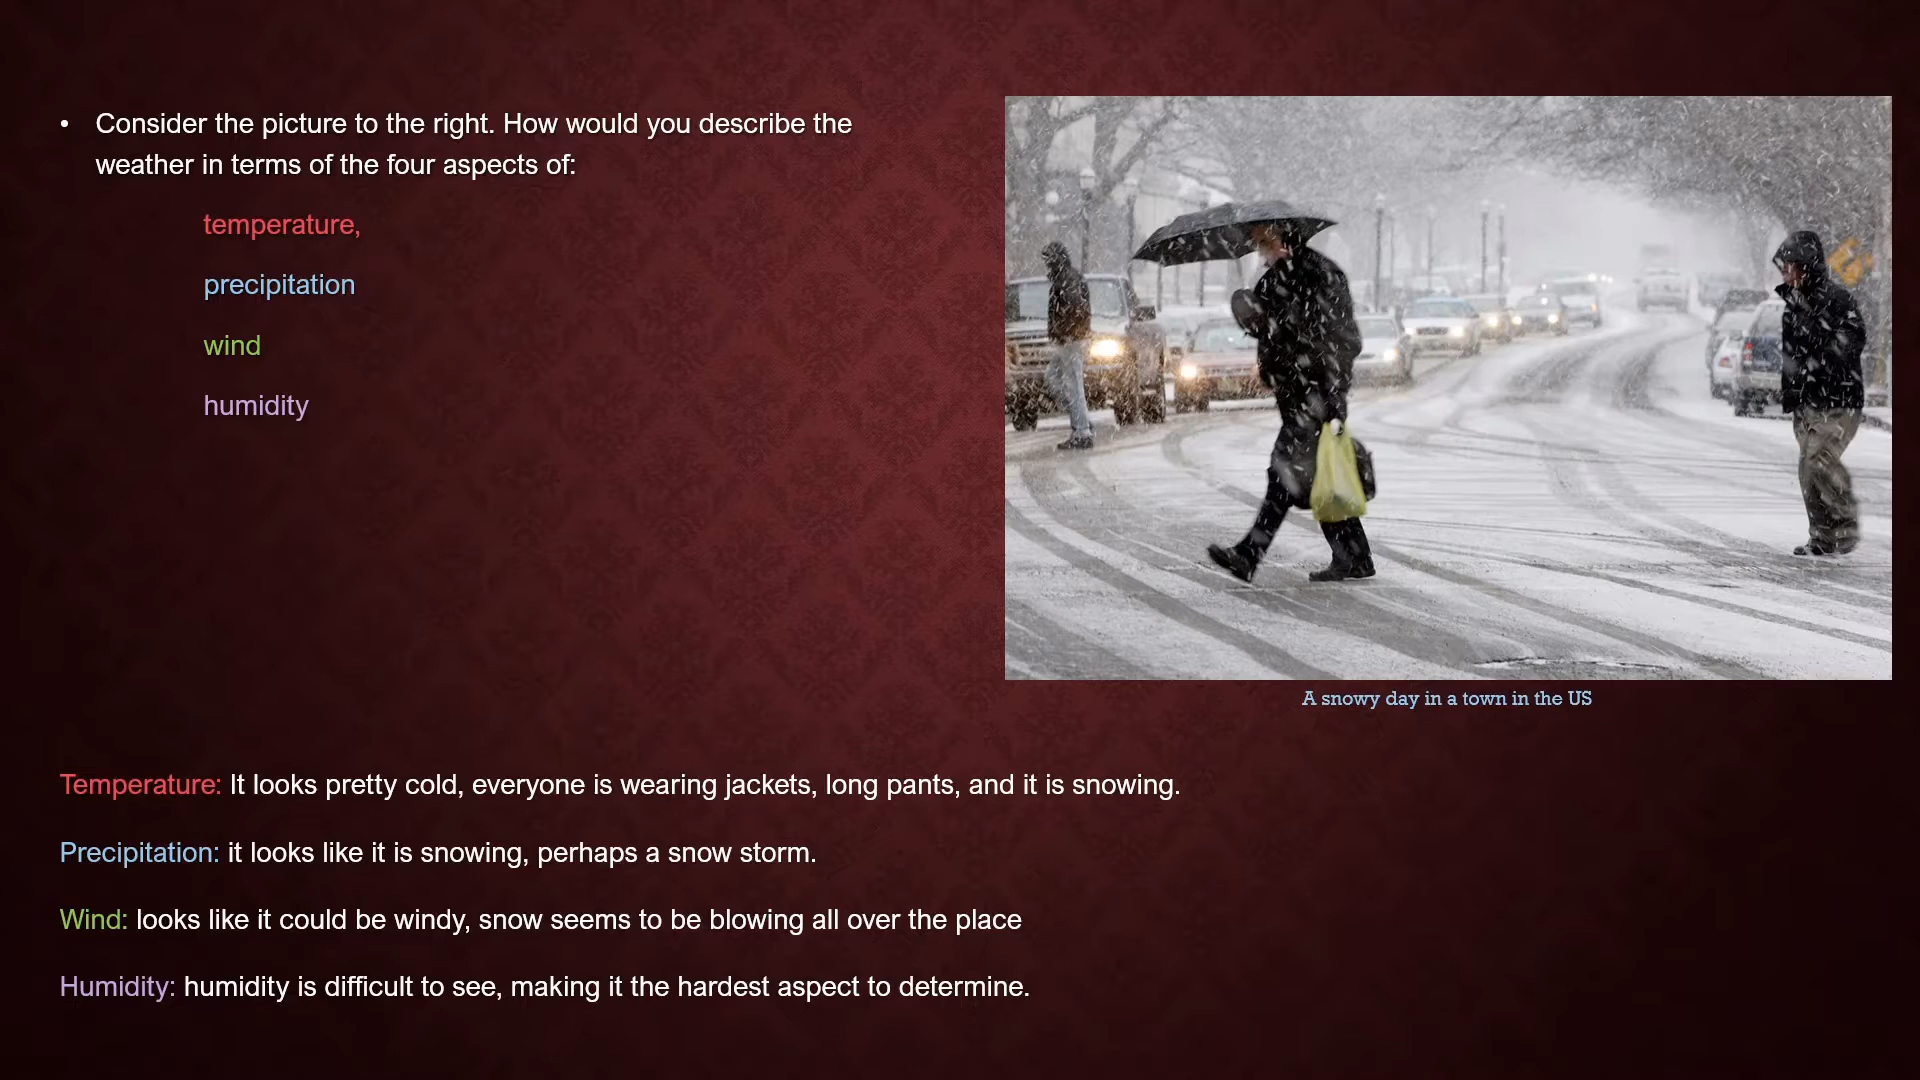 • Consider the picture to the right. How would you describe the
weather in terms of the four aspects of:
temperature,
precipitation
wind
humidity
A snowy day in a town in the US
Temperature: It looks pretty cold, everyone is wearing jackets, long pants, and it is snowing.
Precipitation: it looks like it is snowing, perhaps a snow storm.
Wind: looks like it could be windy, snow seems to be blowing all over the place
Humidity: humidity is difficult to see, making it the hardest aspect to determine.